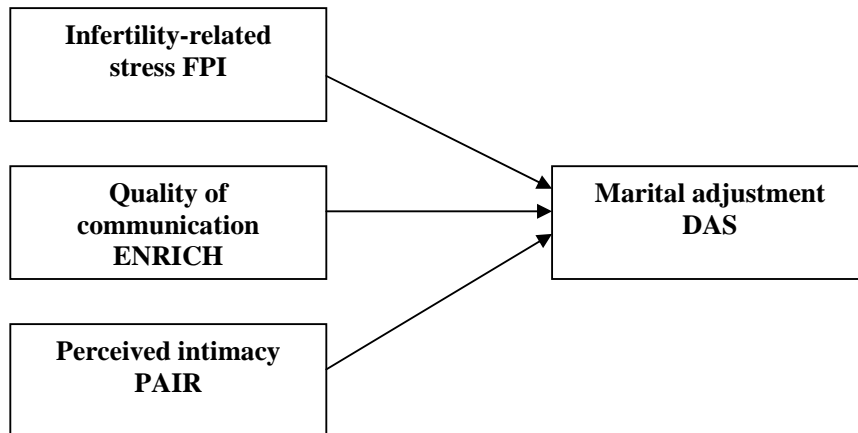 Infertility-related
stress FPI
Quality of
communication
ENRICH
Marital adjustment
DAS
Perceived intimacy
PAIR